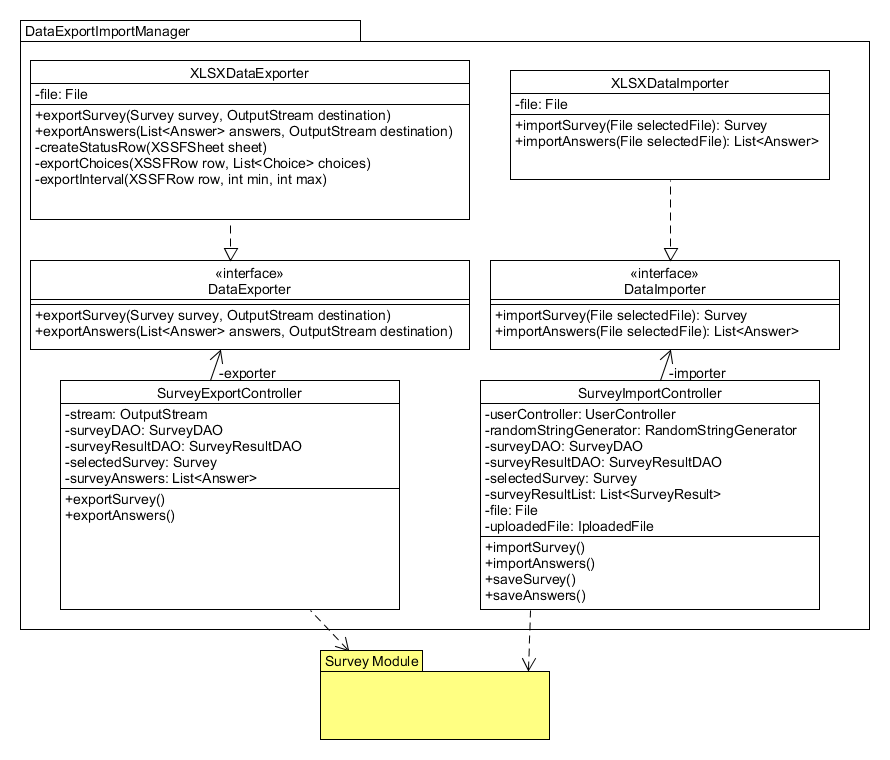 DataExportImportManager
XLSXDataExporter
-file: File
+exportSurvey(Survey survey, OutputStream destination)
+exportAnswers(List<Answer> answers, OutputStream destination)
-createStatusRow(XSSFSheet sheet)
-exportChoices(XSSFRow row, List<Choice> choices)
-exportInterval(XSSFRow row, int min, int max)
XLSXDataImporter
-file: File
+importSurvey(File selectedFile): Survey
+importAnswers(File selectedFile): List<Answer>
«interface»
DataExporter
+exportSurvey(Survey survey, OutputStream destination)
+exportAnswers(List<Answer> answers, OutputStream destination)
«interface»
DataImporter
+importSurvey(File selectedFile): Survey
+importAnswers(File selectedFile): List<Answer>
-exporter
SurveyExportController
-stream: OutputStream
-surveyDAO: SurveyDAO
-surveyResultDAO: SurveyResultDAO
-selectedSurvey: Survey
-surveyAnswers: List<Answer>
+exportSurvey()
+exportAnswers()
-importer
SurveyImportController
-userController: UserController
-randomStringGenerator: RandomStringGenerator
-surveyDAO: SurveyDAO
-surveyResultDAO: SurveyResultDAO
-selectedSurvey: Survey
-surveyResultList: List<SurveyResult>
-file: File
-uploadedFile: IploadedFile
+importSurvey()
+importAnswers()
+saveSurvey()
+saveAnswers()
Survey Module